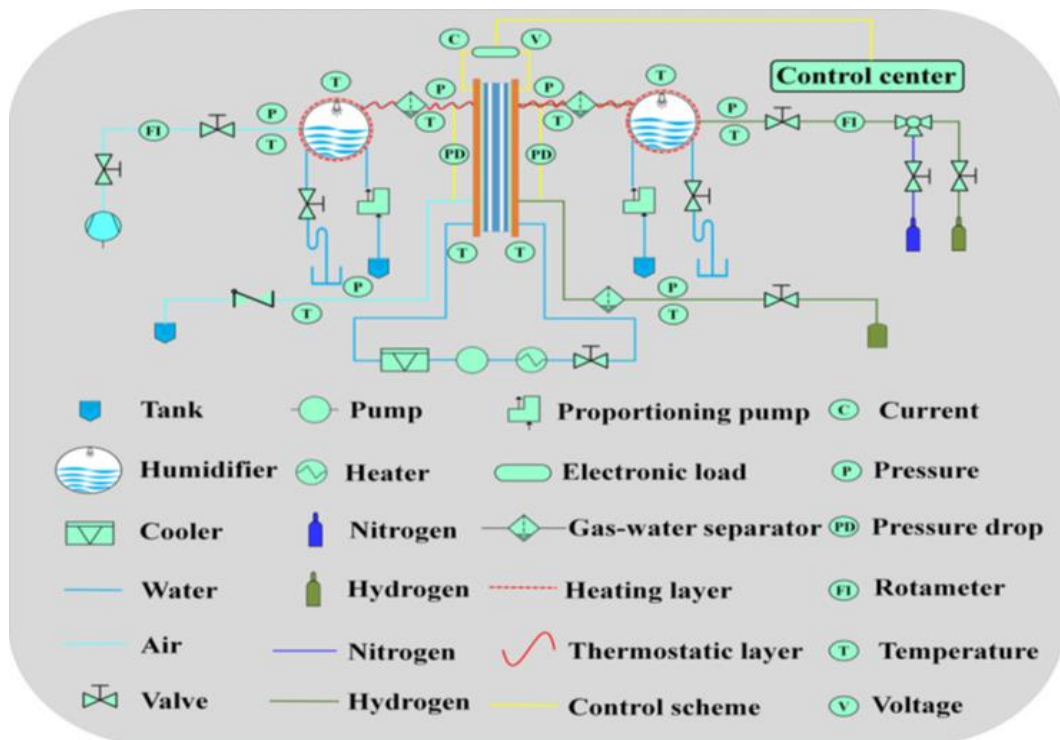 C V
Control center
T T
P P P
FI P T T T FI
T
PD PD
T T
P P
T T
Tank Pump Proportioning pump C Current
Humidifier Heater Electronic load P Pressure
Cooler Nitrogen Gas-water separator PD Pressure drop
Water Hydrogen Heating layer FI Rotameter
Air Nitrogen Thermostatic layer T Temperature
Valve Hydrogen Control scheme V Voltage